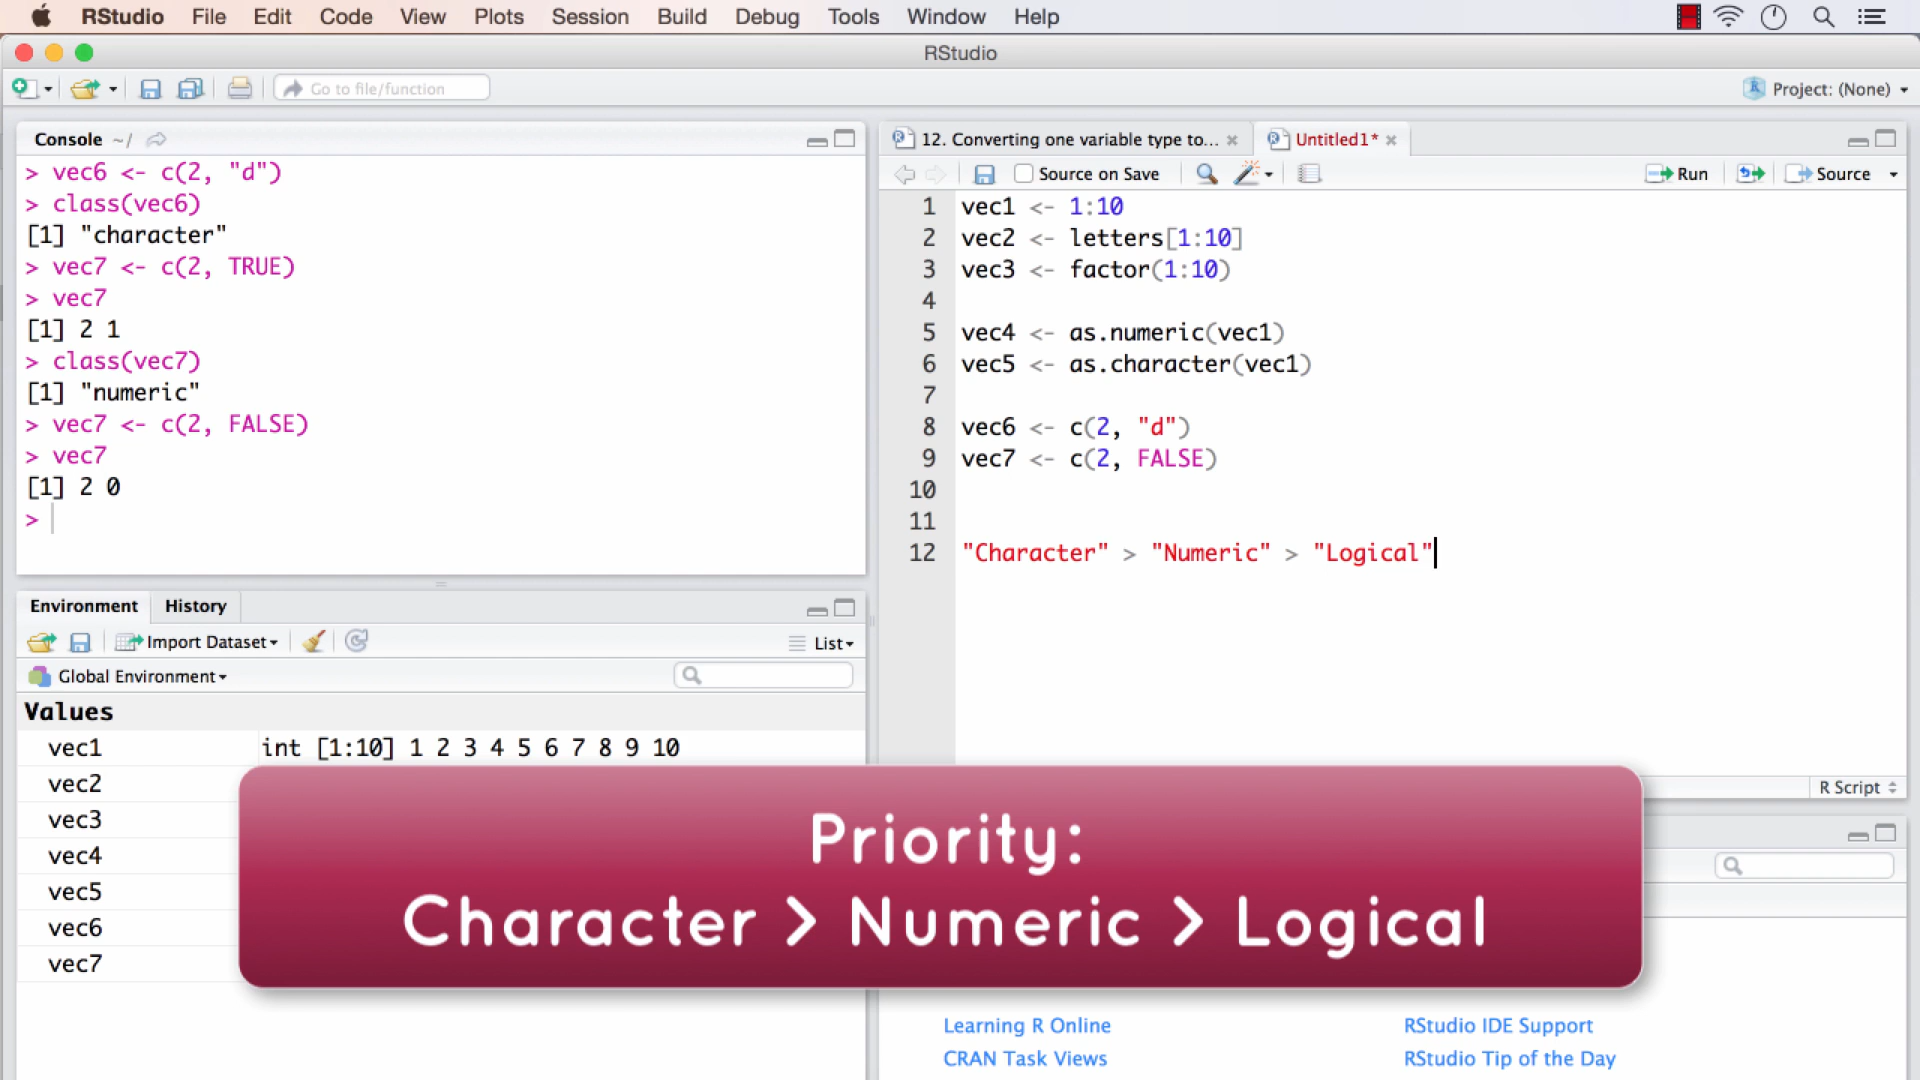 RStudio File Edit Code View Plots Session Build Debug Tools Window Help
RStudio
Go to file/function
Project: (None)
Console ~/
> vec6 <- c(2, "d")
> class(vec6)
[1] "character"
> vec7 <- c(2, TRUE)
> vec7
[1] 2 1
> class(vec7)
[1] "numeric"
> vec7 <- c(2, FALSE)
> vec7
[1] 2 0
>
Environment History
Import Dataset List
Global Environment
Values
vec1 int [1:10] 1 2 3 4 5 6 7 8 9 10
vec2
vec3
vec4
vec5
vec6
vec7
12. Converting one variable type to... Untitled1*
Source on Save Run Source
1 vec1 <- 1:10
2 vec2 <- letters[1:10]
3 vec3 <- factor(1:10)
4
5 vec4 <- as.numeric(vec1)
6 vec5 <- as.character(vec1)
7
8 vec6 <- c(2, "d")
9 vec7 <- c(2, FALSE)
10
11
12 "Character" > "Numeric" > "Logical"
R Script
Priority:
Character > Numeric > Logical
Learning R Online RStudio IDE Support
CRAN Task Views RStudio Tip of the Day